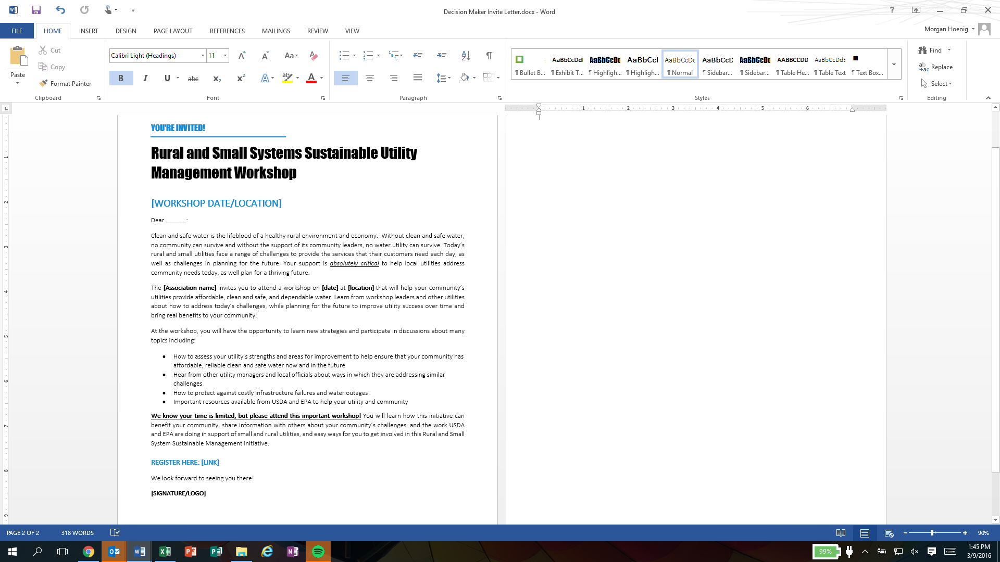 Decision Maker Invite Letter.docx - Word
?
FILE HOME INSERT DESIGN PAGE LAYOUT REFERENCES MAILINGS REVIEW VIEW
Morgan Hoenig
Paste
Cut
Copy
Format Painter
Clipboard
Calibri Light (Headings) 11
Font
Paragraph
AaBbCcDdI AaBbCcDd AaBbCcI AaBbCcDc AaBbCcD AaBbCcDd AABBCCDD AaBbCcDdE
¶ Bullet B... ¶ Exhibit T... ¶ Highligh... ¶ Highligh... ¶ Normal ¶ Sidebar... ¶ Sidebar... ¶ Table He... ¶ Table Text ¶ Text Box...
Styles
Find
Replace
Select
Editing
1 2 3 4 5 6
YOU'RE INVITED!
Rural and Small Systems Sustainable Utility
Management Workshop
[WORKSHOP DATE/LOCATION]
Dear ______:
Clean and safe water is the lifeblood of a healthy rural environment and economy.  Without clean and safe water,
no community can survive and without the support of its community leaders, no water utility can survive. Today's
rural and small utilities face a range of challenges to provide the services that their customers need each day, as
well as challenges in planning for the future. Your support is absolutely critical to help local utilities address
community needs today, as well plan for a thriving future.
The [Association name] invites you to attend a workshop on [date] at [location] that will help your community's
utilities provide affordable, clean and safe, and dependable water. Learn from workshop leaders and other utilities
about how to address today's challenges, while planning for the future to improve utility success over time and
bring real benefits to your community.
At the workshop, you will have the opportunity to learn new strategies and participate in discussions about many
topics including:
• How to assess your utility's strengths and areas for improvement to help ensure that your community has
affordable, reliable clean and safe water now and in the future
• Hear from other utility managers and local officials about ways in which they are addressing similar
challenges
• How to protect against costly infrastructure failures and water outages
• Important resources available from USDA and EPA to help your utility and community
We know your time is limited, but please attend this important workshop! You will learn how this initiative can
benefit your community, share information with others about your community's challenges, and the work USDA
and EPA are doing in support of small and rural utilities, and easy ways for you to get involved in this Rural and Small
System Sustainable Management initiative.
REGISTER HERE: [LINK]
We look forward to seeing you there!
[SIGNATURE/LOGO]
PAGE 2 OF 2 318 WORDS
90%
99%
1:45 PM
3/9/2016